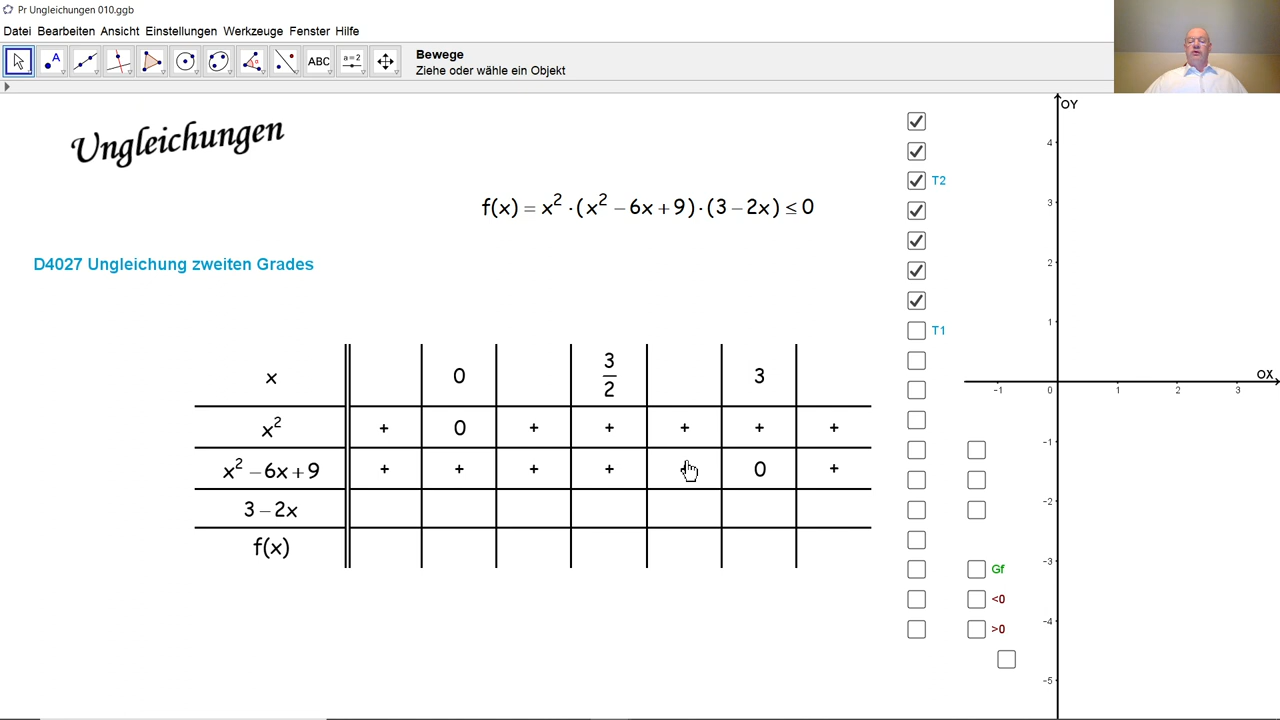 Pr Ungleichungen 010.ggb
Datei Bearbeiten Ansicht Einstellungen Werkzeuge Fenster Hilfe
A ABC a=2
Bewege
Ziehe oder wähle ein Objekt
Ungleichungen
f(x) = x² · (x² − 6x + 9) · (3 − 2x) ≤ 0
D4027 Ungleichung zweiten Grades
x 0 3/2 3
x² + 0 + + + + +
x² − 6x + 9 + + + + + 0 +
3 − 2x
f(x)
T2
T1
Gf
<0
>0
OY
4
3
2
1
OX
−1 0 1 2 3
−1
−2
−3
−4
−5